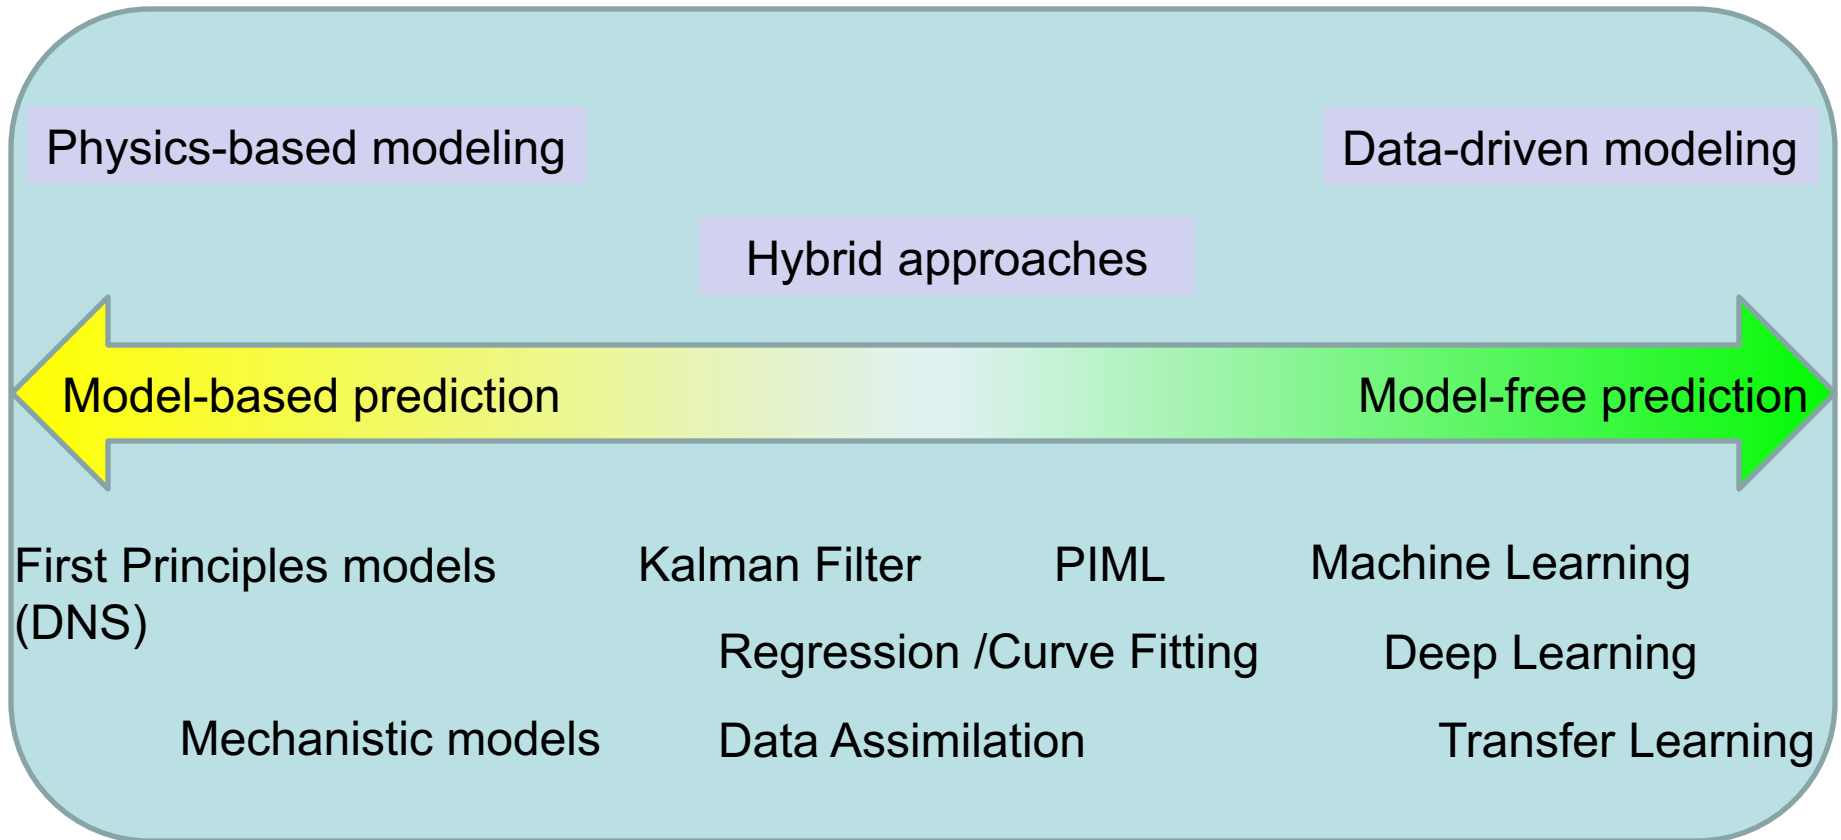 Physics-based modeling
Data-driven modeling
Hybrid approaches
Model-based prediction
Model-free prediction
First Principles models
(DNS)
Kalman Filter
PIML
Machine Learning
Regression /Curve Fitting
Deep Learning
Mechanistic models
Data Assimilation
Transfer Learning